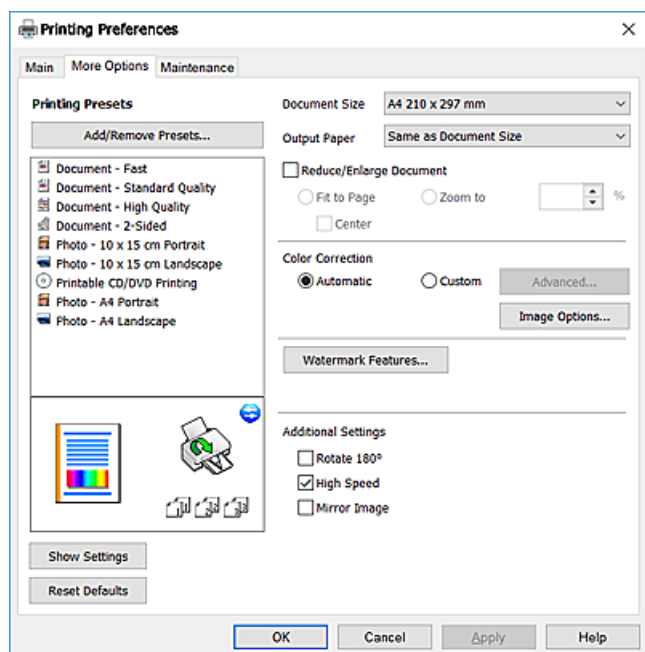 Printing Preferences
Main More Options Maintenance
Printing Presets
Add/Remove Presets...
Document - Fast
Document - Standard Quality
Document - High Quality
Document - 2-Sided
Photo - 10 x 15 cm Portrait
Photo - 10 x 15 cm Landscape
Printable CD/DVD Printing
Photo - A4 Portrait
Photo - A4 Landscape
Show Settings
Reset Defaults
Document Size A4 210 x 297 mm
Output Paper Same as Document Size
Reduce/Enlarge Document
Fit to Page Zoom to %
Center
Color Correction
Automatic Custom Advanced...
Image Options...
Watermark Features...
Additional Settings
Rotate 180º
High Speed
Mirror Image
OK Cancel Apply Help